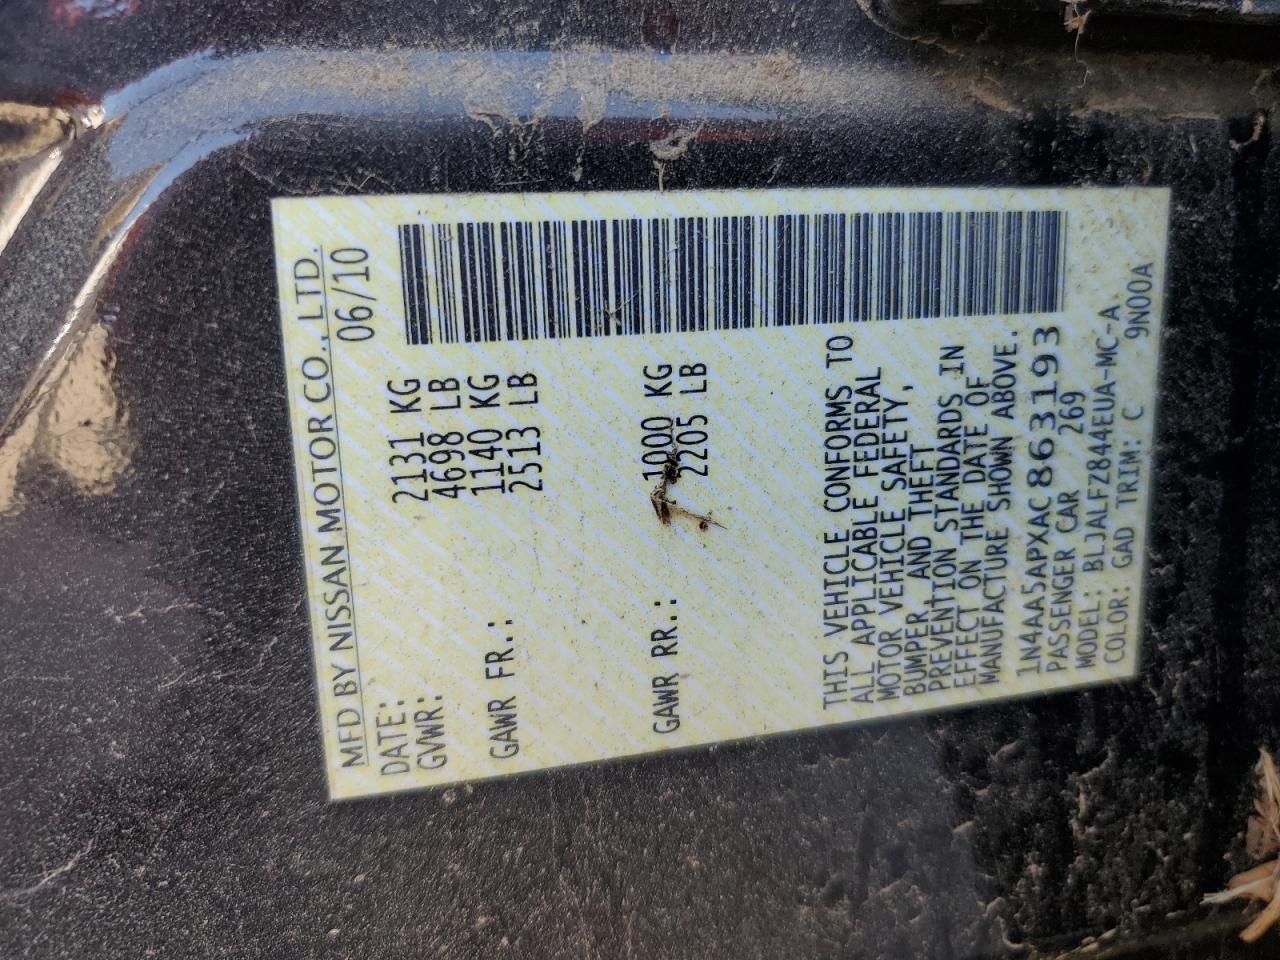 MFD BY NISSAN MOTOR CO., LTD.
DATE: 06/10
GVWR: 2131 KG
4698 LB
GAWR FR.: 1140 KG
2513 LB
GAWR RR.: 1000 KG
2205 LB
THIS VEHICLE CONFORMS TO
ALL APPLICABLE FEDERAL
MOTOR VEHICLE SAFETY,
BUMPER, AND THEFT
PREVENTION STANDARDS IN
EFFECT ON THE DATE OF
MANUFACTURE SHOWN ABOVE.
1N4AA5APXAC863193
PASSENGER CAR 269
MODEL: BLJALFZ844EUA-MC-A
COLOR: GAD TRIM: C 9N00A